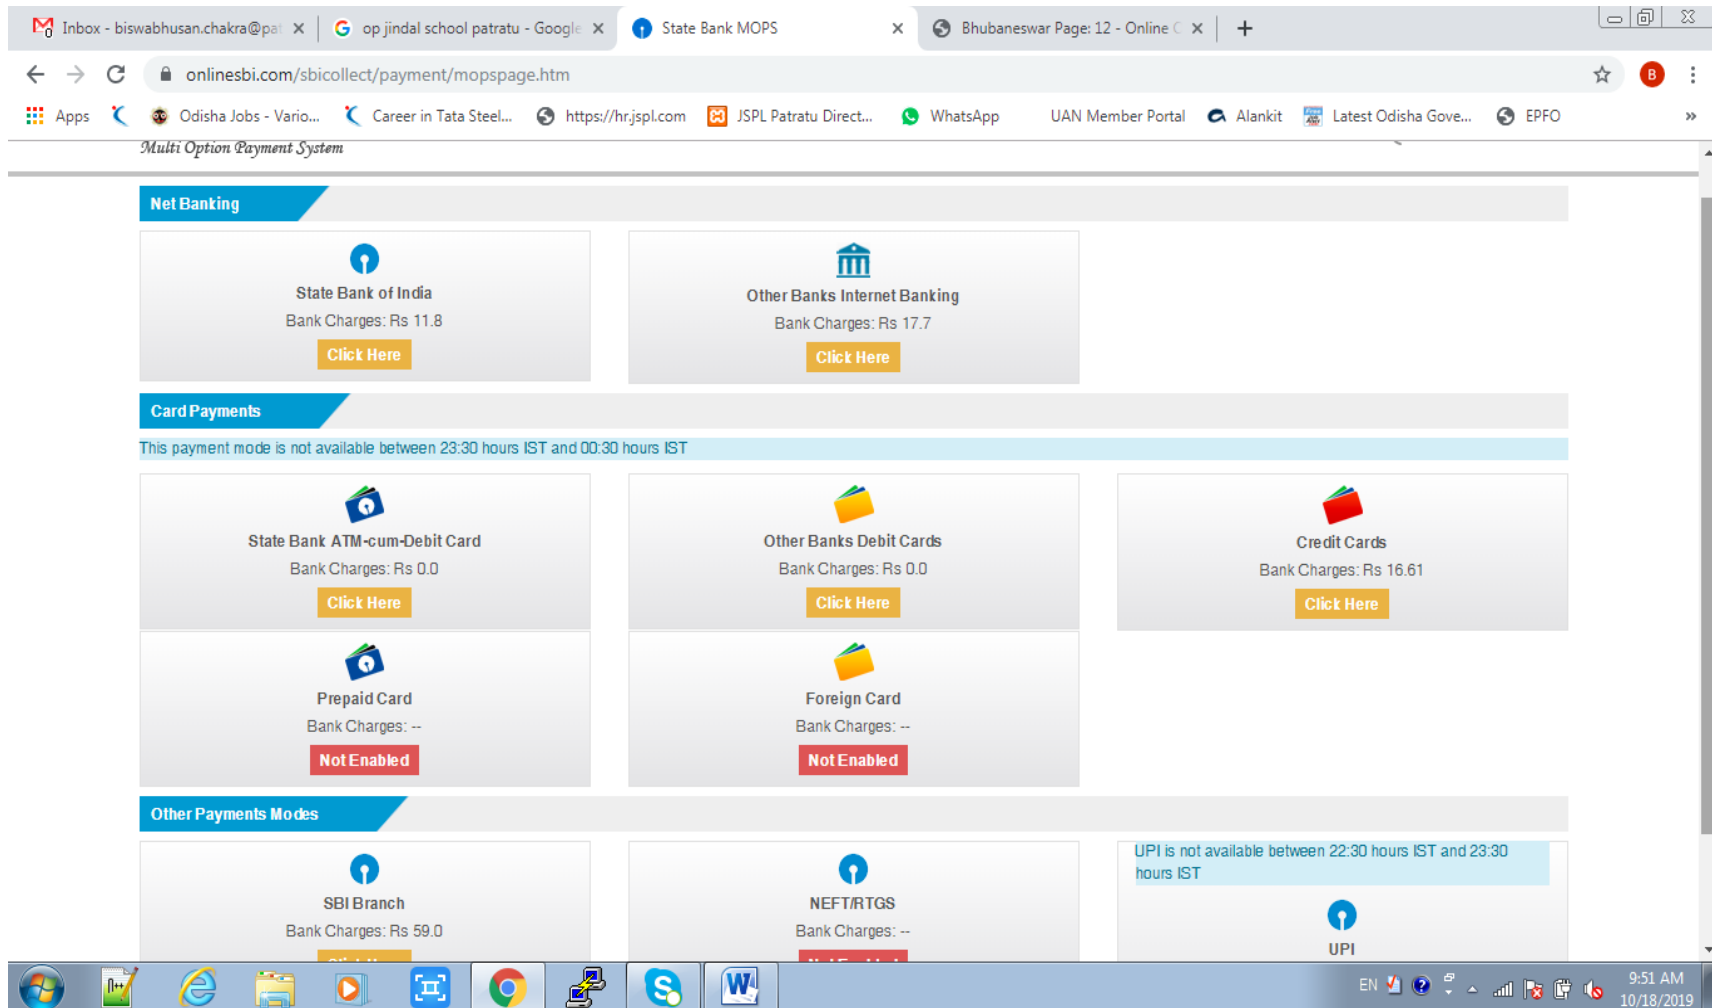 Inbox - biswabhusan.chakra@pat
op jindal school patratu - Google
State Bank MOPS
Bhubaneswar Page: 12 - Online C
onlinesbi.com/sbicollect/payment/mopspage.htm
B
Apps
Odisha Jobs - Vario...
Career in Tata Steel...
https://hr.jspl.com
JSPL Patratu Direct...
WhatsApp
UAN Member Portal
Alankit
Latest Odisha Gove...
EPFO
»
Multi Option Payment System
Net Banking
State Bank of India
Bank Charges: Rs 11.8
Click Here
Other Banks Internet Banking
Bank Charges: Rs 17.7
Click Here
Card Payments
This payment mode is not available between 23:30 hours IST and 00:30 hours IST
State Bank ATM-cum-Debit Card
Bank Charges: Rs 0.0
Click Here
Other Banks Debit Cards
Bank Charges: Rs 0.0
Click Here
Credit Cards
Bank Charges: Rs 16.61
Click Here
Prepaid Card
Bank Charges: --
Not Enabled
Foreign Card
Bank Charges: --
Not Enabled
Other Payments Modes
SBI Branch
Bank Charges: Rs 59.0
Click Here
NEFT/RTGS
Bank Charges: --
Not Enabled
UPI is not available between 22:30 hours IST and 23:30
hours IST
UPI
EN
9:51 AM
10/18/2019